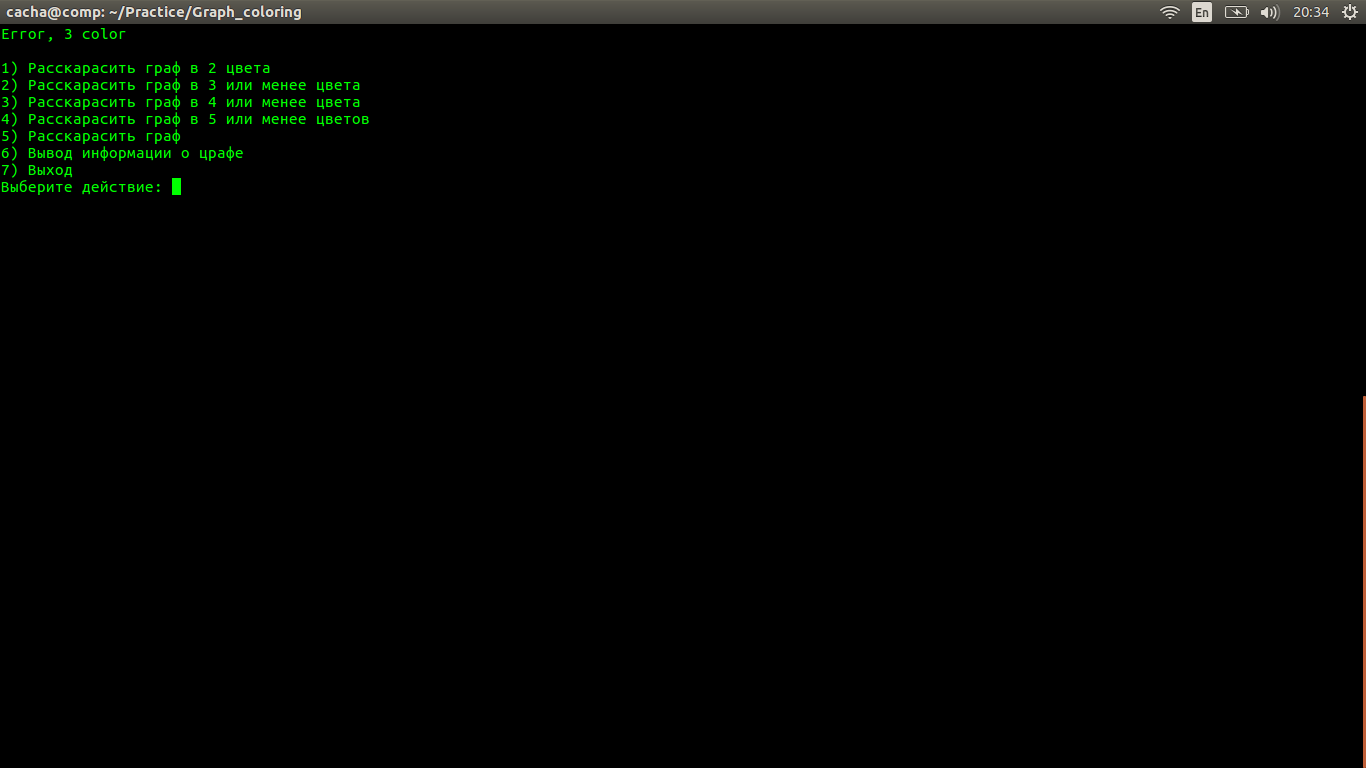 cacha@comp: ~/Practice/Graph_coloring En 20:34
Error, 3 color
1) Расскарасить граф в 2 цвета
2) Расскарасить граф в 3 или менее цвета
3) Расскарасить граф в 4 или менее цвета
4) Расскарасить граф в 5 или менее цветов
5) Расскарасить граф
6) Вывод информации о црафе
7) Выход
Выберите действие: